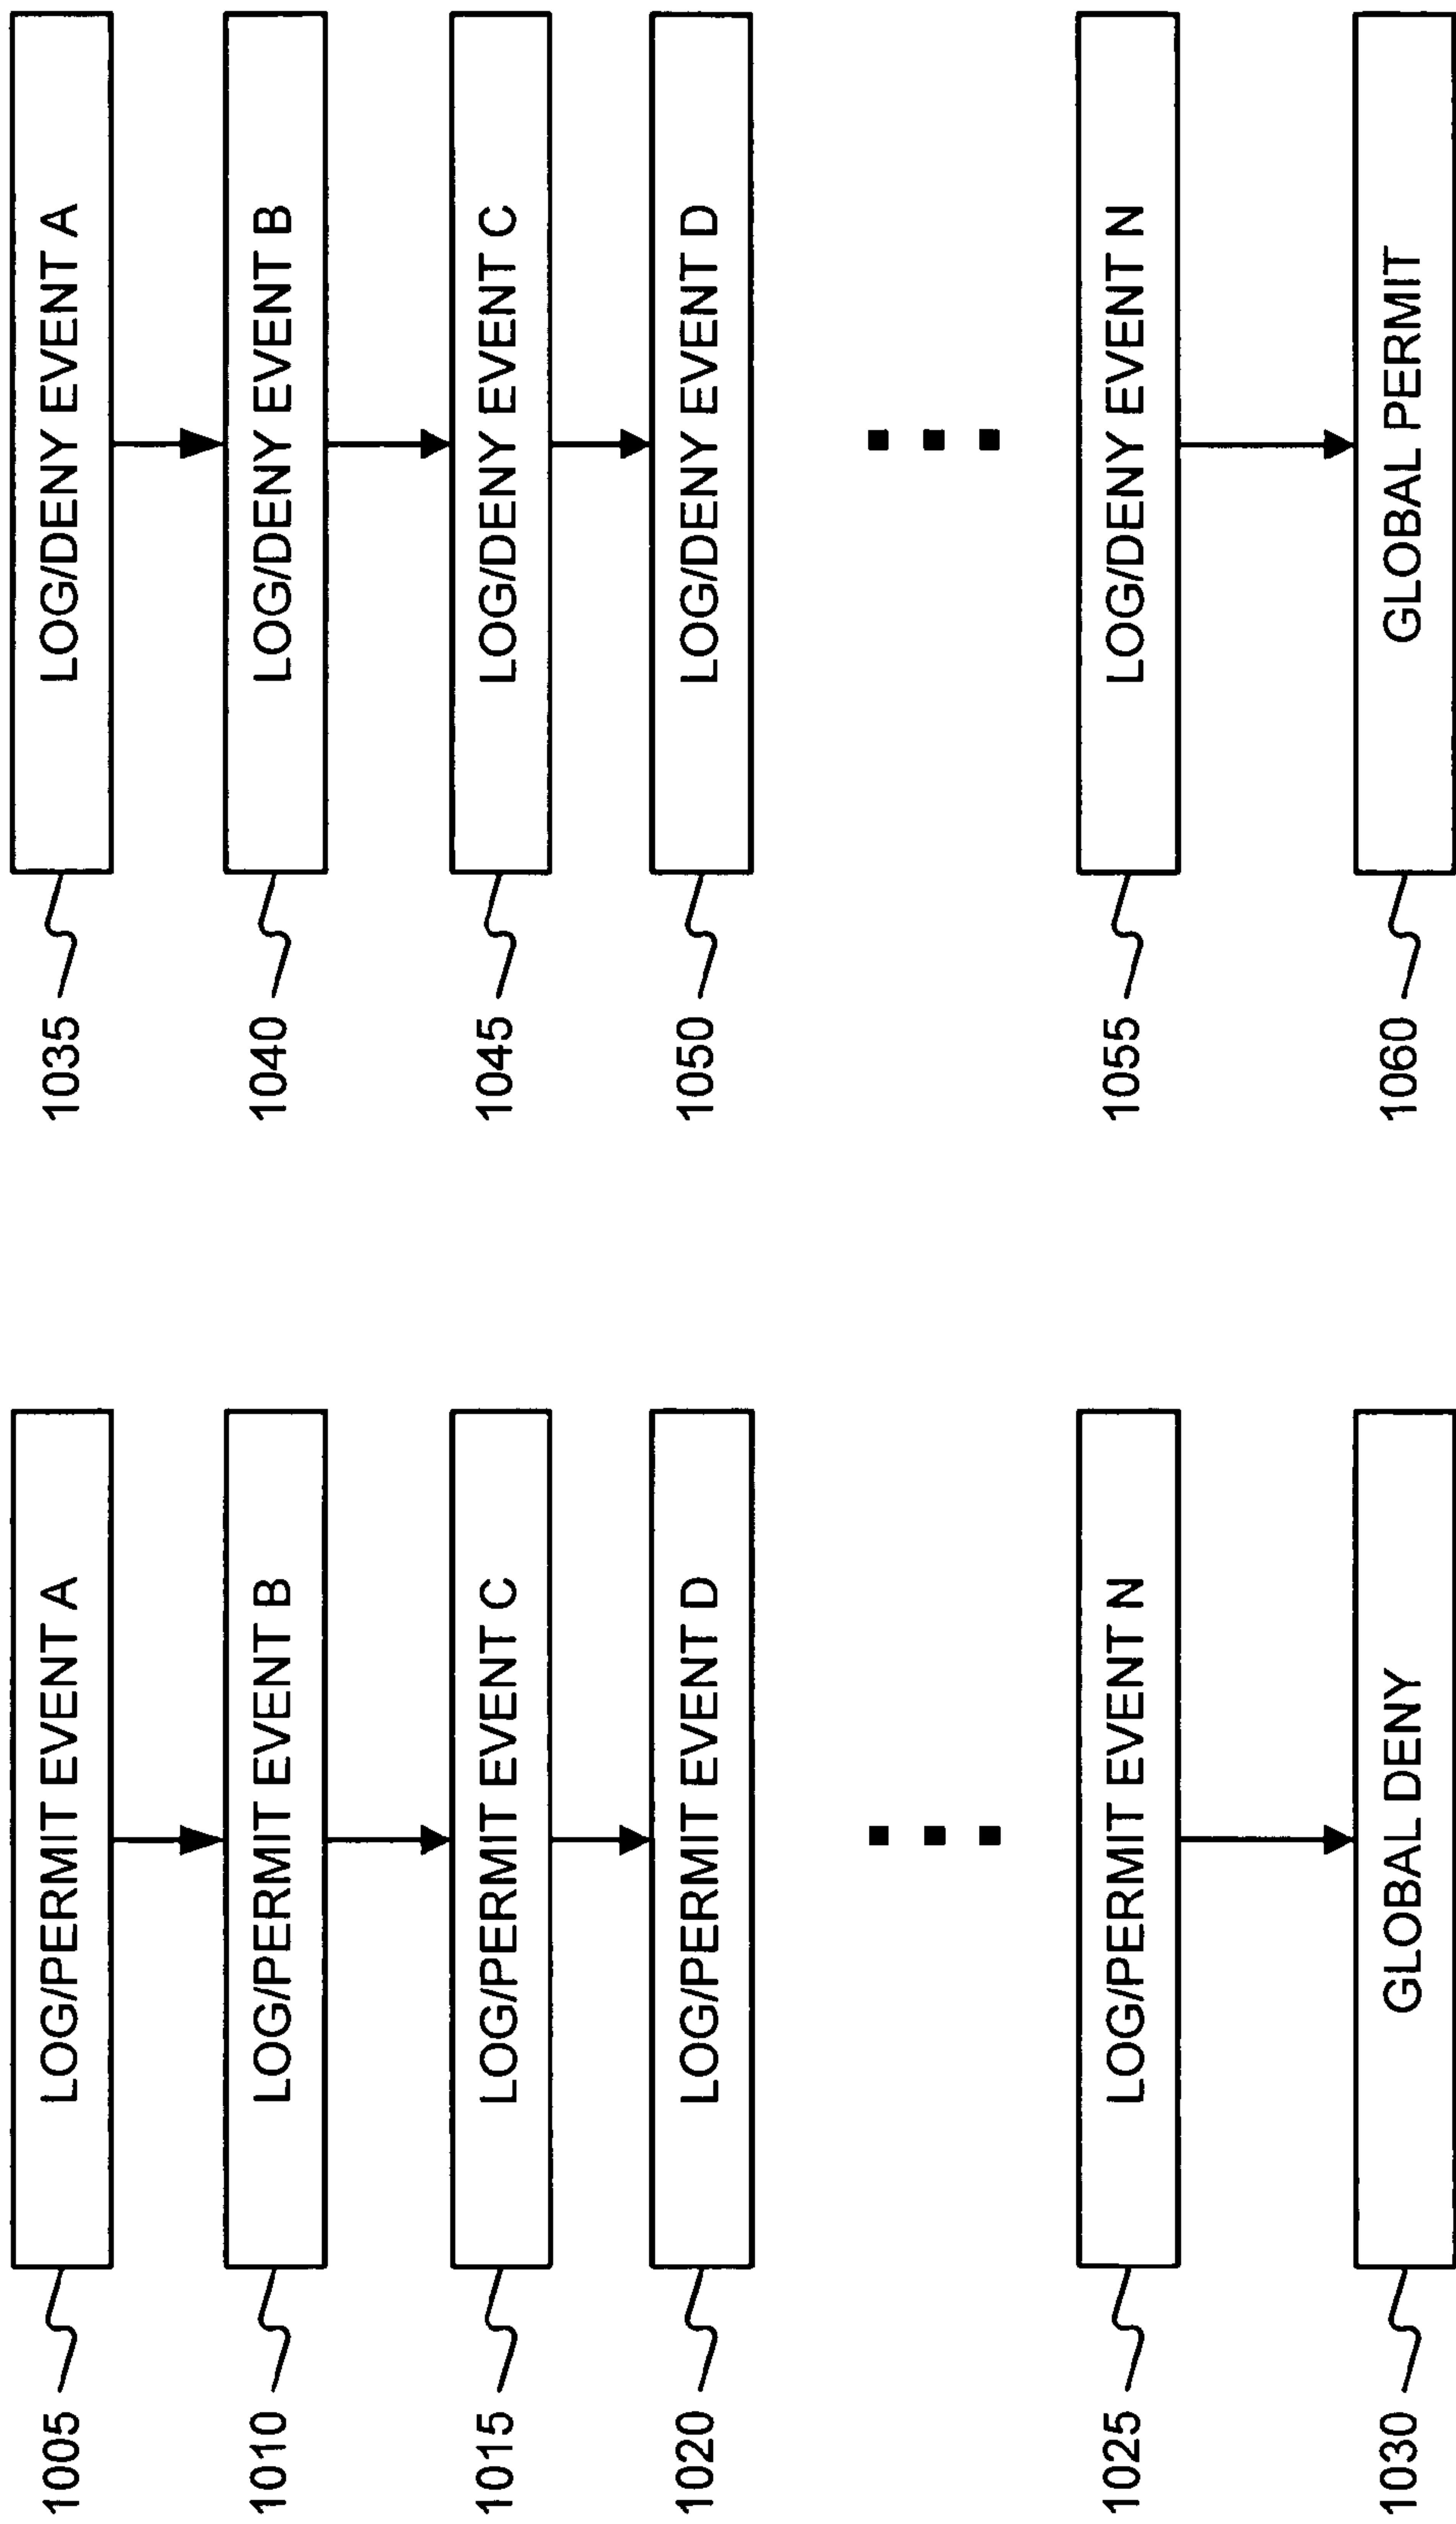 1005
LOG/PERMIT EVENT A
1010
LOG/PERMIT EVENT B
1015
LOG/PERMIT EVENT C
1020
LOG/PERMIT EVENT D
1025
LOG/PERMIT EVENT N
1030
GLOBAL DENY
1035
LOG/DENY EVENT A
1040
LOG/DENY EVENT B
1045
LOG/DENY EVENT C
1050
LOG/DENY EVENT D
1055
LOG/DENY EVENT N
1060
GLOBAL PERMIT